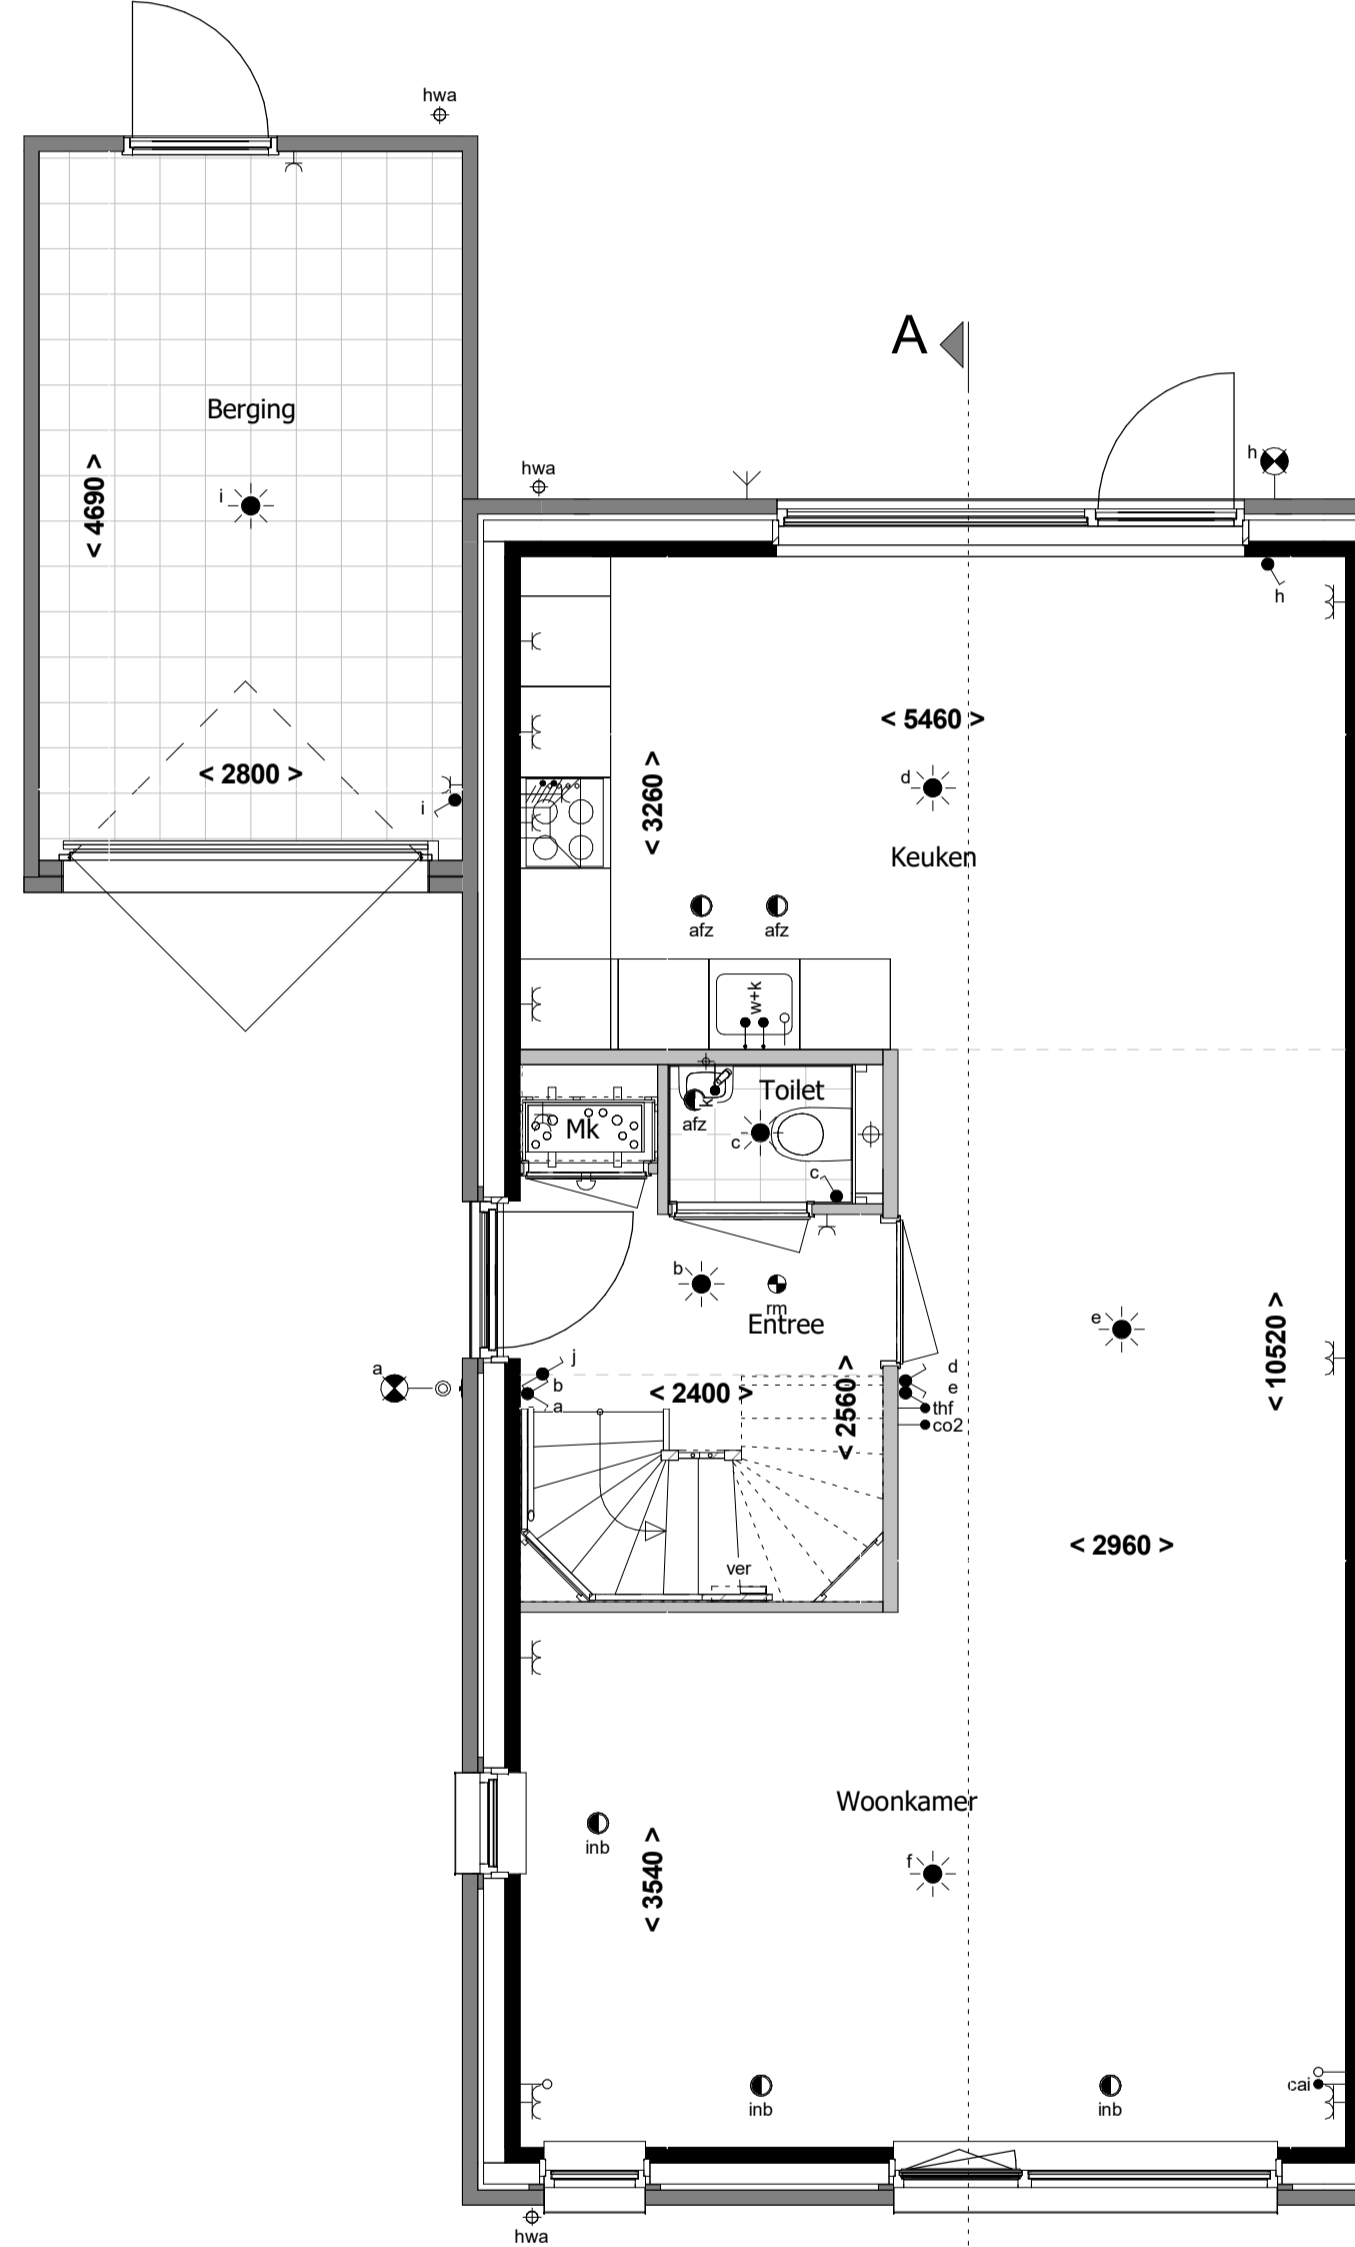 hwa
A
Berging
< 4690 >
i
hwa
h
h
< 5460 >
< 2800 >
i
< 3260 >
d
Keuken
afz
afz
w+k
Toilet
k
afz
Mk
c
c
b
rm
Entree
e
a
j
b
a
< 2400 >
< 2560 >
d
e
thf
co2
< 10520 >
< 2960 >
ver
Woonkamer
inb
< 3540 >
f
inb
inb
cai
hwa